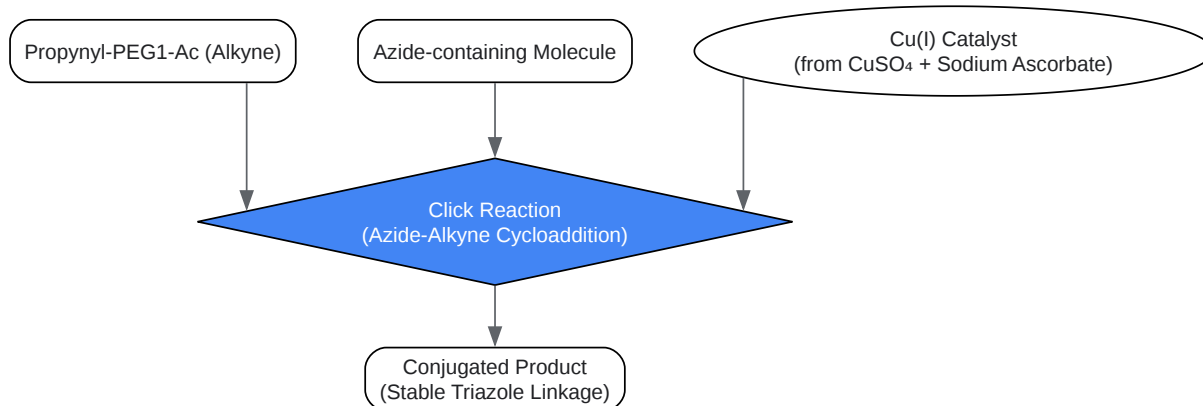 Propynyl-PEG1-Ac (Alkyne)
Azide-containing Molecule
Cu(I) Catalyst
(from CuSO₄ + Sodium Ascorbate)
Click Reaction
(Azide-Alkyne Cycloaddition)
Conjugated Product
(Stable Triazole Linkage)